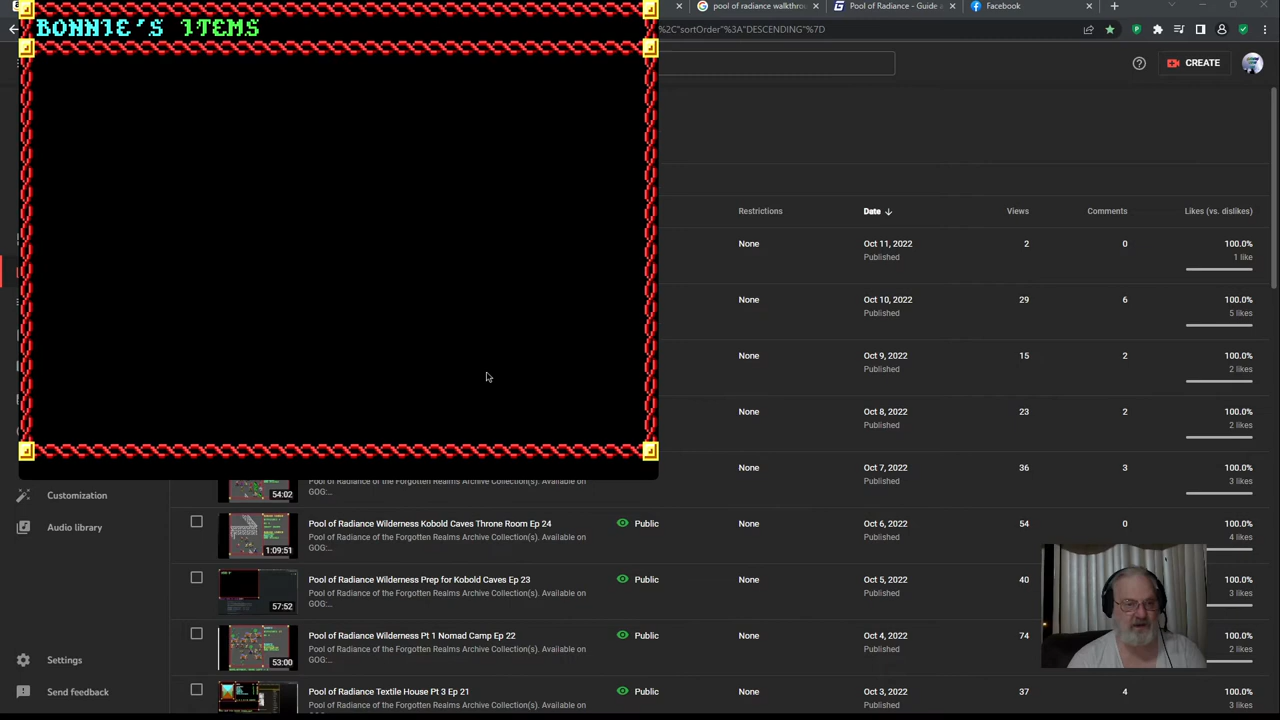 BONNIE'S ITEMS
pool of radiance walkthro
Pool of Radiance - Guide a
Facebook
%2C"sortOrder"%3A"DESCENDING"%7D
CREATE
Restrictions
Date
Views
Comments
Likes (vs. dislikes)
None
Oct 11, 2022
2
0
100.0%
Published
1 like
None
Oct 10, 2022
29
6
100.0%
Published
5 likes
None
Oct 9, 2022
15
2
100.0%
Published
2 likes
None
Oct 8, 2022
23
2
100.0%
Published
2 likes
None
Oct 7, 2022
36
3
100.0%
Published
3 likes
Pool of the Forgotten Realms Archive Collection(s). Available on
GOG:...
54:02
Customization
Audio library
Pool of Radiance Wilderness Kobold Caves Throne Room Ep 24
Public
None
Oct 6, 2022
54
0
100.0%
Pool of Radiance of the Forgotten Realms Archive Collection(s). Available on
GOG:...
1:09:51
Published
4 likes
Pool of Radiance Wilderness Prep for Kobold Caves Ep 23
Public
None
Oct 5, 2022
40
100.0%
Pool of Radiance of the Forgotten Realms Archive Collection(s). Available on
GOG:...
57:52
Published
Pool of Radiance Wilderness Pt 1 Nomad Camp Ep 22
Public
None
Oct 4, 2022
74
Pool of Radiance of the Forgotten Realms Archive Collection(s). Available on
GOG:...
53:00
Published
Settings
Send feedback
Pool of Radiance Textile House Pt 3 Ep 21
Public
None
Oct 3, 2022
37
4
100.0%
Pool of Radiance of the Forgotten Realms Archive Collection(s). Available on
Published
3 likes